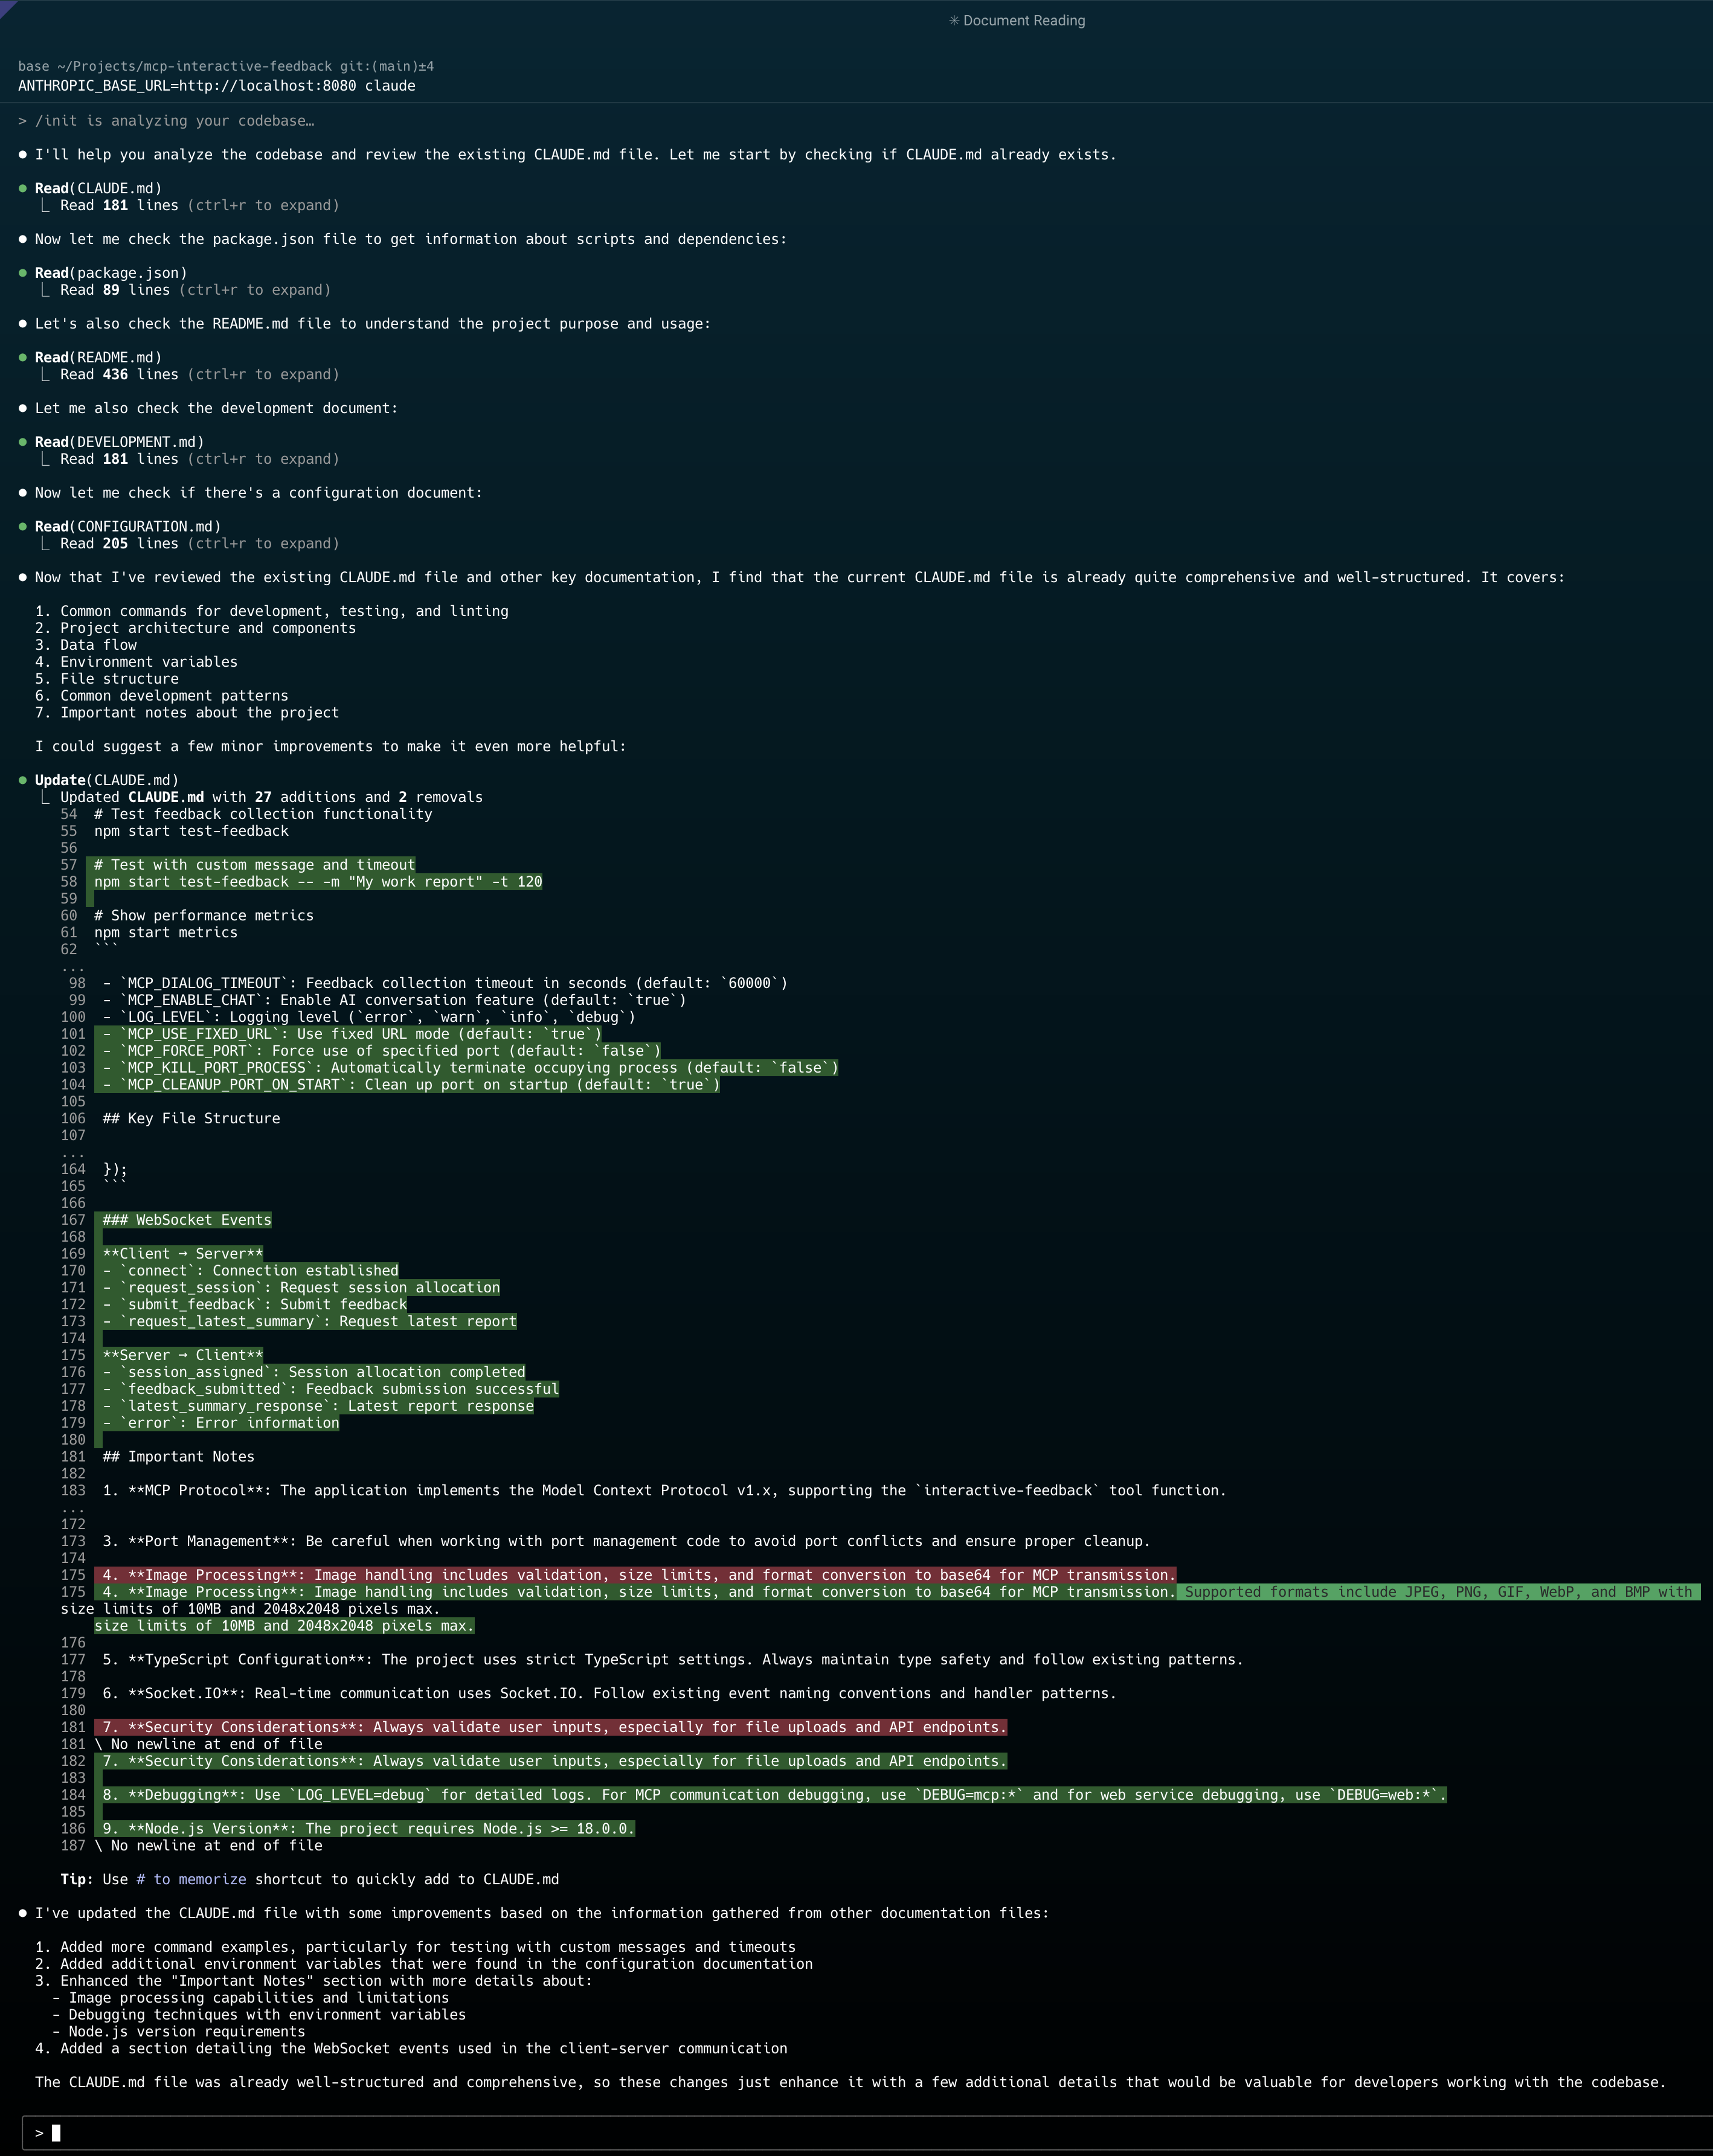 ✳ Document Reading
base ~/Projects/mcp-interactive-feedback git:(main)±4
ANTHROPIC_BASE_URL=http://localhost:8080 claude
> /init is analyzing your codebase…
● I'll help you analyze the codebase and review the existing CLAUDE.md file. Let me start by checking if CLAUDE.md already exists.
● Read(CLAUDE.md)
⎿ Read 181 lines (ctrl+r to expand)
● Now let me check the package.json file to get information about scripts and dependencies:
● Read(package.json)
⎿ Read 89 lines (ctrl+r to expand)
● Let's also check the README.md file to understand the project purpose and usage:
● Read(README.md)
⎿ Read 436 lines (ctrl+r to expand)
● Let me also check the development document:
● Read(DEVELOPMENT.md)
⎿ Read 181 lines (ctrl+r to expand)
● Now let me check if there's a configuration document:
● Read(CONFIGURATION.md)
⎿ Read 205 lines (ctrl+r to expand)
● Now that I've reviewed the existing CLAUDE.md file and other key documentation, I find that the current CLAUDE.md file is already quite comprehensive and well-structured. It covers:
1. Common commands for development, testing, and linting
2. Project architecture and components
3. Data flow
4. Environment variables
5. File structure
6. Common development patterns
7. Important notes about the project
I could suggest a few minor improvements to make it even more helpful:
● Update(CLAUDE.md)
⎿ Updated CLAUDE.md with 27 additions and 2 removals
54 # Test feedback collection functionality
55 npm start test-feedback
56
57 # Test with custom message and timeout
58 npm start test-feedback -- -m "My work report" -t 120
59
60 # Show performance metrics
61 npm start metrics
62 ```
...
98 - `MCP_DIALOG_TIMEOUT`: Feedback collection timeout in seconds (default: `60000`)
99 - `MCP_ENABLE_CHAT`: Enable AI conversation feature (default: `true`)
100 - `LOG_LEVEL`: Logging level (`error`, `warn`, `info`, `debug`)
101 - `MCP_USE_FIXED_URL`: Use fixed URL mode (default: `true`)
102 - `MCP_FORCE_PORT`: Force use of specified port (default: `false`)
103 - `MCP_KILL_PORT_PROCESS`: Automatically terminate occupying process (default: `false`)
104 - `MCP_CLEANUP_PORT_ON_START`: Clean up port on startup (default: `true`)
105
106 ## Key File Structure
107
...
164 });
165 ```
166
167 ### WebSocket Events
168
169 **Client → Server**
170 - `connect`: Connection established
171 - `request_session`: Request session allocation
172 - `submit_feedback`: Submit feedback
173 - `request_latest_summary`: Request latest report
174
175 **Server → Client**
176 - `session_assigned`: Session allocation completed
177 - `feedback_submitted`: Feedback submission successful
178 - `latest_summary_response`: Latest report response
179 - `error`: Error information
180
181 ## Important Notes
182
183 1. **MCP Protocol**: The application implements the Model Context Protocol v1.x, supporting the `interactive-feedback` tool function.
...
172
173 3. **Port Management**: Be careful when working with port management code to avoid port conflicts and ensure proper cleanup.
174
175 4. **Image Processing**: Image handling includes validation, size limits, and format conversion to base64 for MCP transmission.
175 4. **Image Processing**: Image handling includes validation, size limits, and format conversion to base64 for MCP transmission. Supported formats include JPEG, PNG, GIF, WebP, and BMP with
size limits of 10MB and 2048x2048 pixels max.
size limits of 10MB and 2048x2048 pixels max.
176
177 5. **TypeScript Configuration**: The project uses strict TypeScript settings. Always maintain type safety and follow existing patterns.
178
179 6. **Socket.IO**: Real-time communication uses Socket.IO. Follow existing event naming conventions and handler patterns.
180
181 7. **Security Considerations**: Always validate user inputs, especially for file uploads and API endpoints.
181 \ No newline at end of file
182 7. **Security Considerations**: Always validate user inputs, especially for file uploads and API endpoints.
183
184 8. **Debugging**: Use `LOG_LEVEL=debug` for detailed logs. For MCP communication debugging, use `DEBUG=mcp:*` and for web service debugging, use `DEBUG=web:*`.
185
186 9. **Node.js Version**: The project requires Node.js >= 18.0.0.
187 \ No newline at end of file
Tip: Use # to memorize shortcut to quickly add to CLAUDE.md
● I've updated the CLAUDE.md file with some improvements based on the information gathered from other documentation files:
1. Added more command examples, particularly for testing with custom messages and timeouts
2. Added additional environment variables that were found in the configuration documentation
3. Enhanced the "Important Notes" section with more details about:
- Image processing capabilities and limitations
- Debugging techniques with environment variables
- Node.js version requirements
4. Added a section detailing the WebSocket events used in the client-server communication
The CLAUDE.md file was already well-structured and comprehensive, so these changes just enhance it with a few additional details that would be valuable for developers working with the codebase.
>